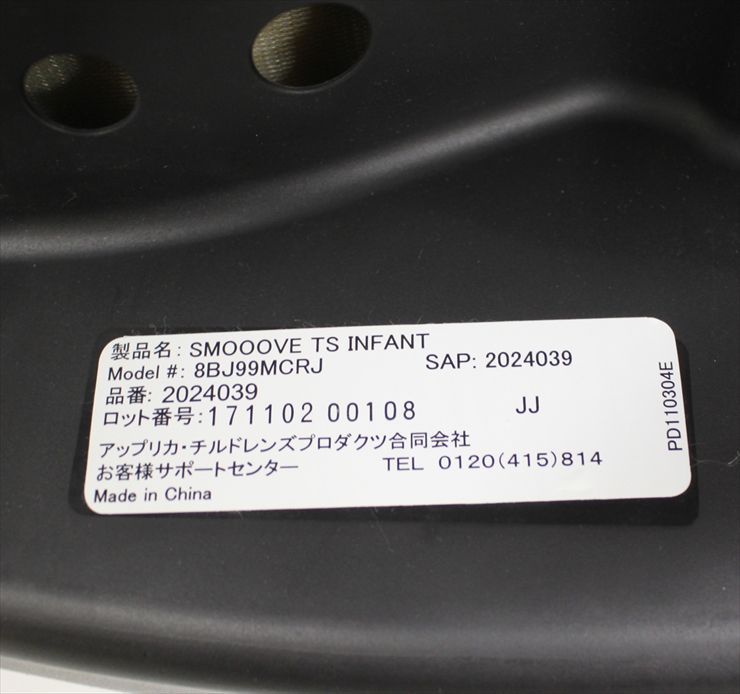 製品名: SMOOOVE TS INFANT
Model #: 8BJ99MCRJ SAP: 2024039
品番: 2024039
ロット番号: 171102 00108 JJ
アップリカ・チルドレンズプロダクツ合同会社
お客様サポートセンター TEL 0120(415)814
Made in China
PD110304E